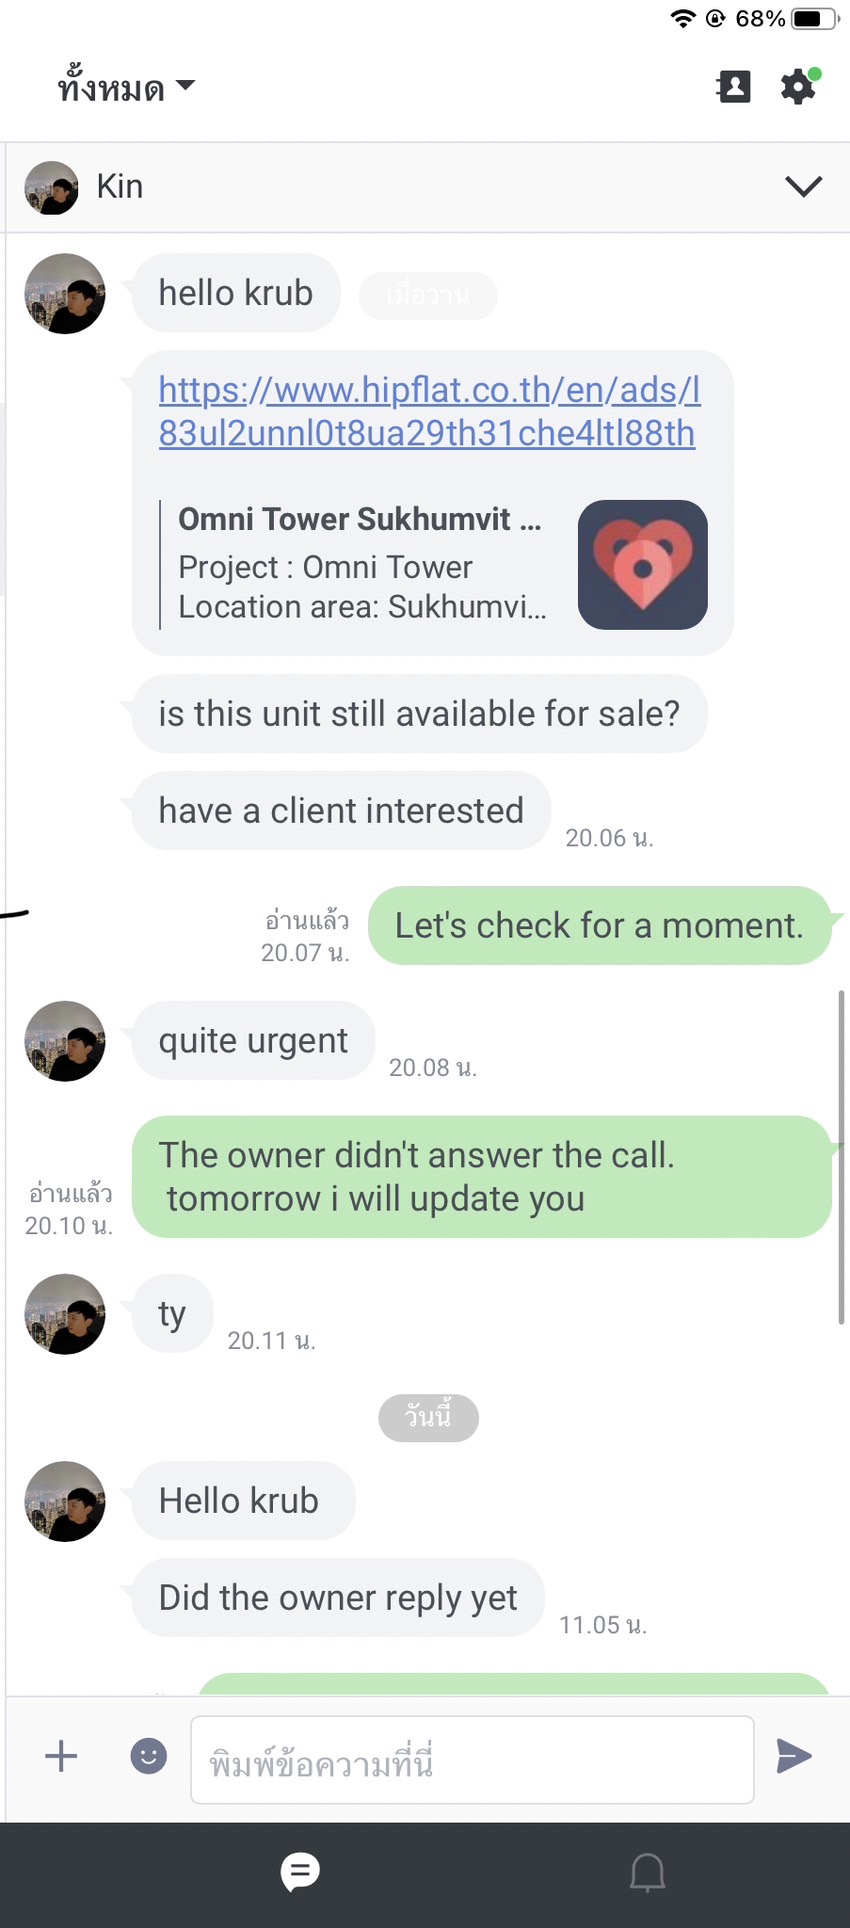 68%
ทั้งหมด
Kin
hello krub
เมื่อวาน
https://www.hipflat.co.th/en/ads/l
83ul2unnl0t8ua29th31che4ltl88th
Omni Tower Sukhumvit ...
Project : Omni Tower
Location area: Sukhumvi...
is this unit still available for sale?
have a client interested
20.06 น.
Let's check for a moment.
อ่านแล้ว
20.07 น.
quite urgent
20.08 น.
The owner didn't answer the call.
tomorrow i will update you
อ่านแล้ว
20.10 น.
ty
20.11 น.
วันนี้
Hello krub
Did the owner reply yet
11.05 น.
พิมพ์ข้อความที่นี่